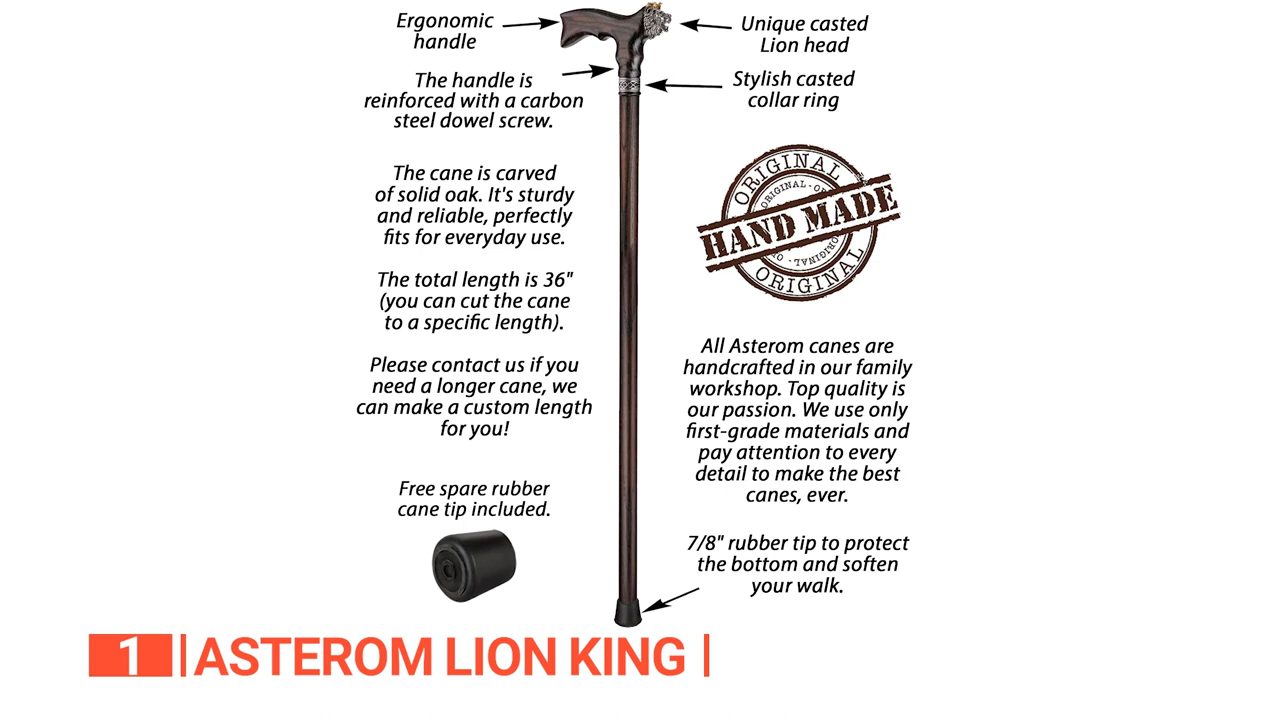 Ergonomic
handle
Unique casted
Lion head
The handle is
reinforced with a carbon
steel dowel screw.
Stylish casted
collar ring
The cane is carved
of solid oak. It's sturdy
and reliable, perfectly
fits for everyday use.
ORIGINAL
ORIGINAL - O
HAND MADE
ORIGINAL
ORIGINAL
The total length is 36"
(you can cut the cane
to a specific length).
Please contact us if you
need a longer cane, we
can make a custom length
for you!
All Asterom canes are
handcrafted in our family
workshop. Top quality is
our passion. We use only
first-grade materials and
pay attention to every
detail to make the best
canes, ever.
Free spare rubber
cane tip included.
7/8" rubber tip to protect
the bottom and soften
your walk.
1 ASTEROM LION KING